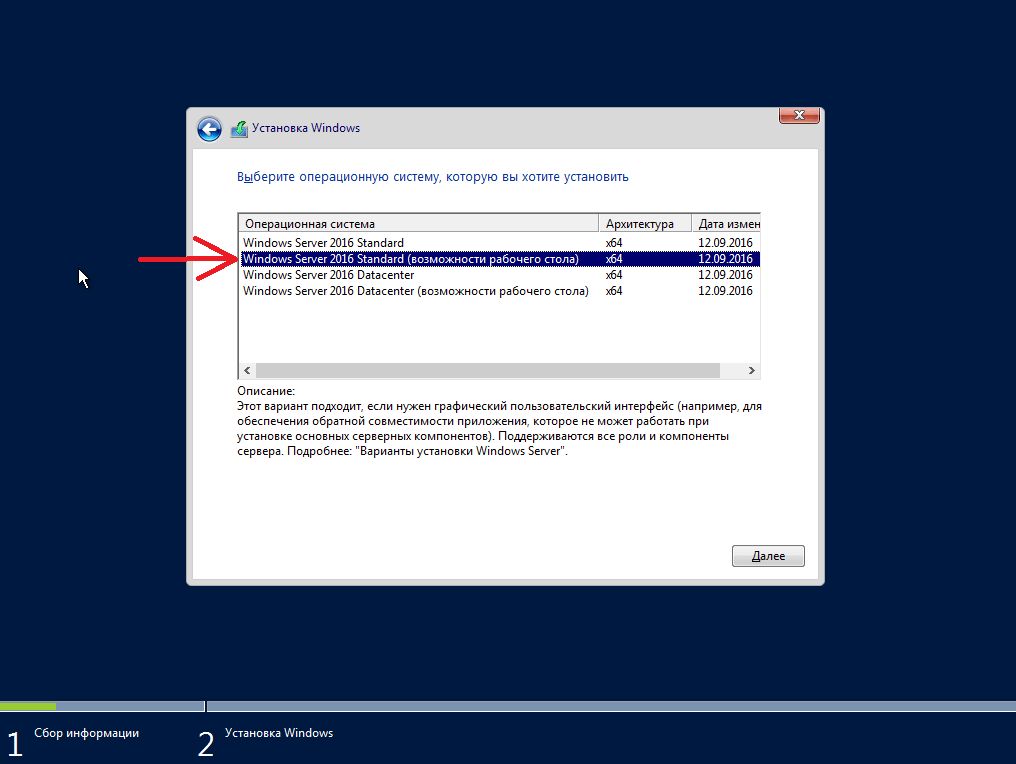 Установка Windows
Выберите операционную систему, которую вы хотите установить
Операционная система Архитектура Дата измен
Windows Server 2016 Standard x64 12.09.2016
Windows Server 2016 Standard (возможности рабочего стола) x64 12.09.2016
Windows Server 2016 Datacenter x64 12.09.2016
Windows Server 2016 Datacenter (возможности рабочего стола) x64 12.09.2016
Описание:
Этот вариант подходит, если нужен графический пользовательский интерфейс (например, для
обеспечения обратной совместимости приложения, которое не может работать при
установке основных серверных компонентов). Поддерживаются все роли и компоненты
сервера. Подробнее: "Варианты установки Windows Server".
Далее
1 Сбор информации
2 Установка Windows